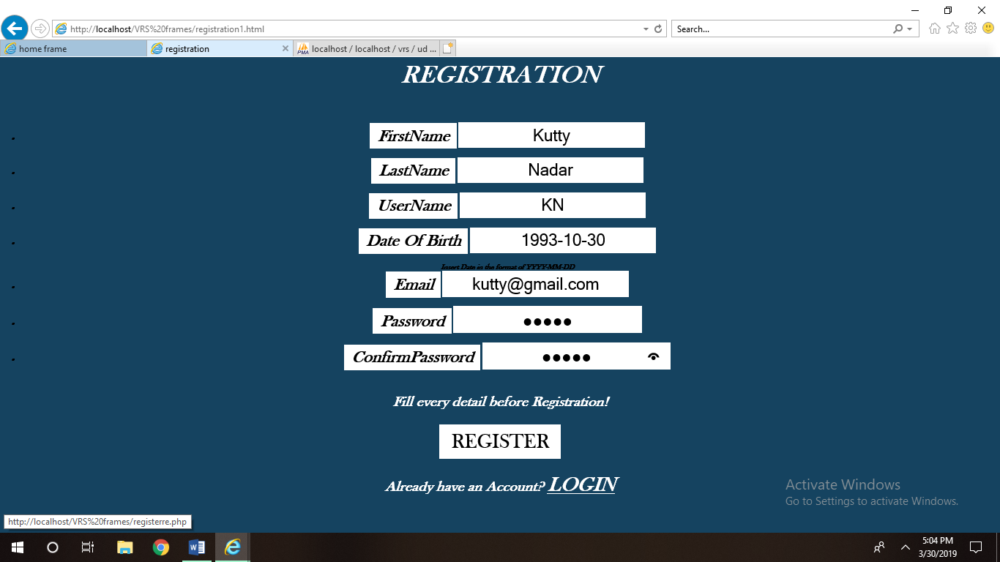 http://localhost/VRS%20frames/registration1.html
Search...
home frame
registration
localhost / localhost / vrs / ud ...
REGISTRATION
FirstName Kutty
LastName Nadar
UserName KN
Date Of Birth 1993-10-30
Insert Date in the format of YYYY-MM-DD
Email kutty@gmail.com
Password ●●●●●
ConfirmPassword ●●●●●
Fill every detail before Registration!
REGISTER
Already have an Account? LOGIN
Activate Windows
Go to Settings to activate Windows.
http://localhost/VRS%20frames/registerre.php
5:04 PM
3/30/2019